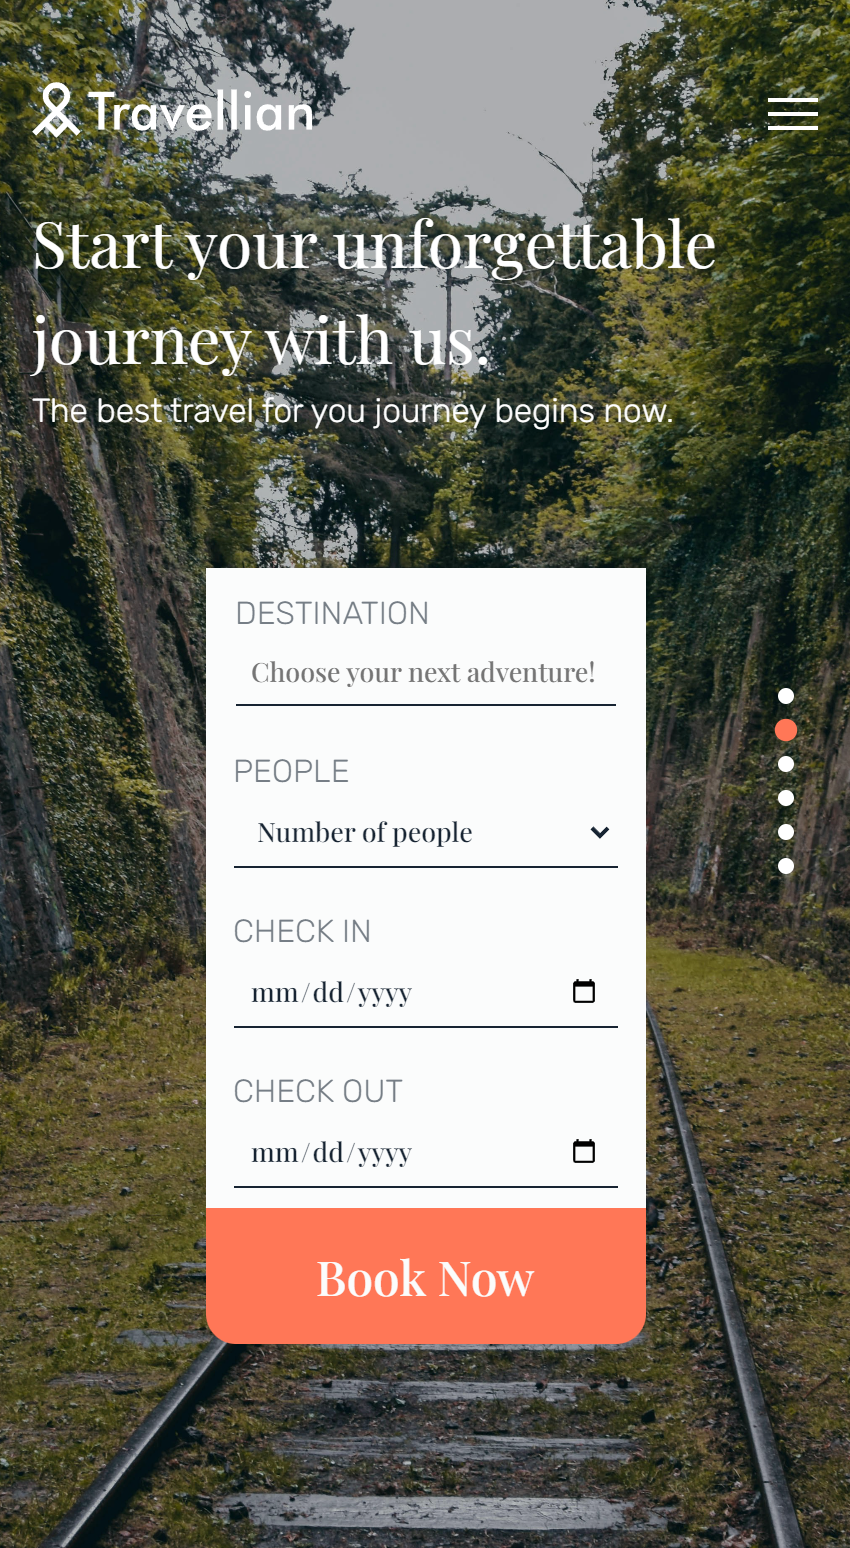 Travellian
Start your unforgettable
journey with us.
The best travel for you journey begins now.
DESTINATION
Choose your next adventure!
PEOPLE
Number of people
CHECK IN
mm/dd/yyyy
CHECK OUT
mm/dd/yyyy
Book Now